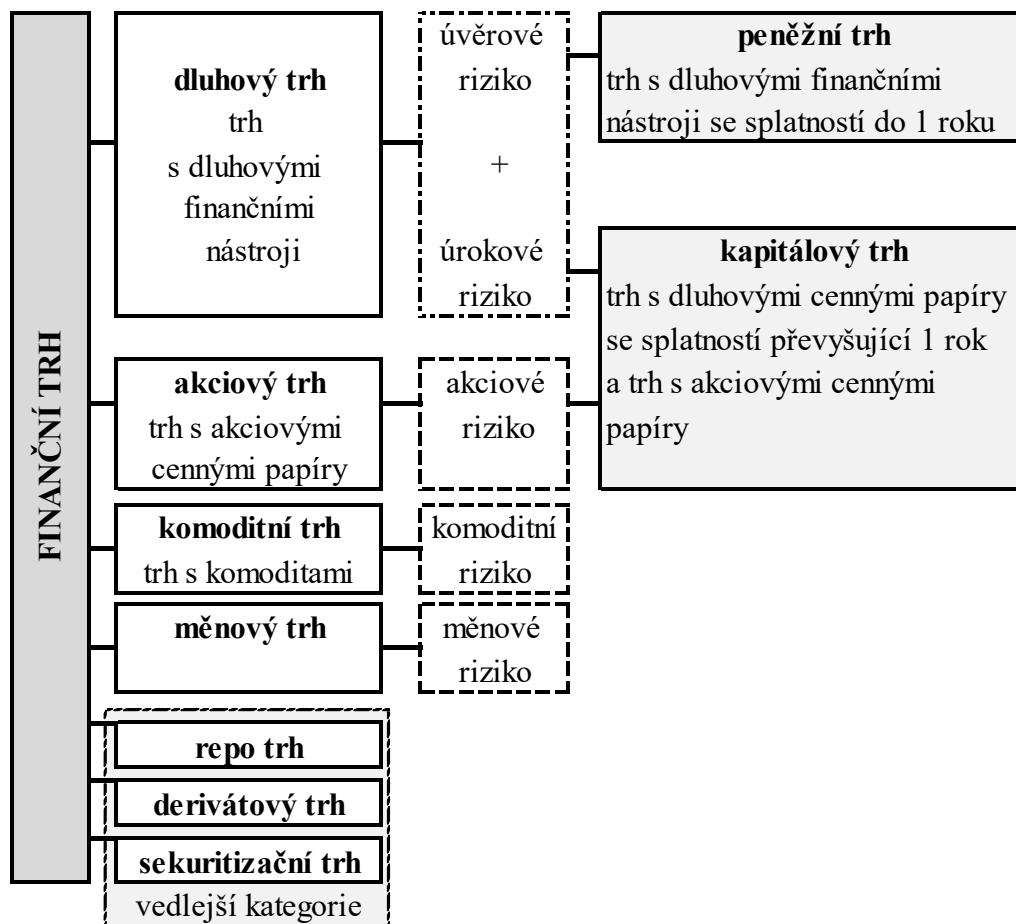 FINANČNÍ TRH
dluhový trh
trh
s dluhovými
finančními
nástroji
úvěrové
riziko
+
úrokové
riziko
peněžní trh
trh s dluhovými finančními
nástroji se splatností do 1 roku
kapitálový trh
trh s dluhovými cennými papíry
se splatností převyšující 1 rok
a trh s akciovými cennými
papíry
akciový trh
trh s akciovými
cennými papíry
akciové
riziko
komoditní trh
trh s komoditami
komoditní
riziko
měnový trh
měnové
riziko
repo trh
derivátový trh
sekuritizační trh
vedlejší kategorie